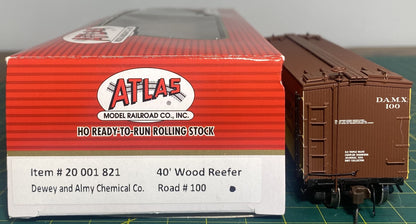 ATLAS
MODEL RAILROAD CO., INC.
HO READY-TO-RUN ROLLING STOCK
Item # 20 001 821 40' Wood Reefer
Dewey and Almy Chemical Co. Road # 100
DAMX
100